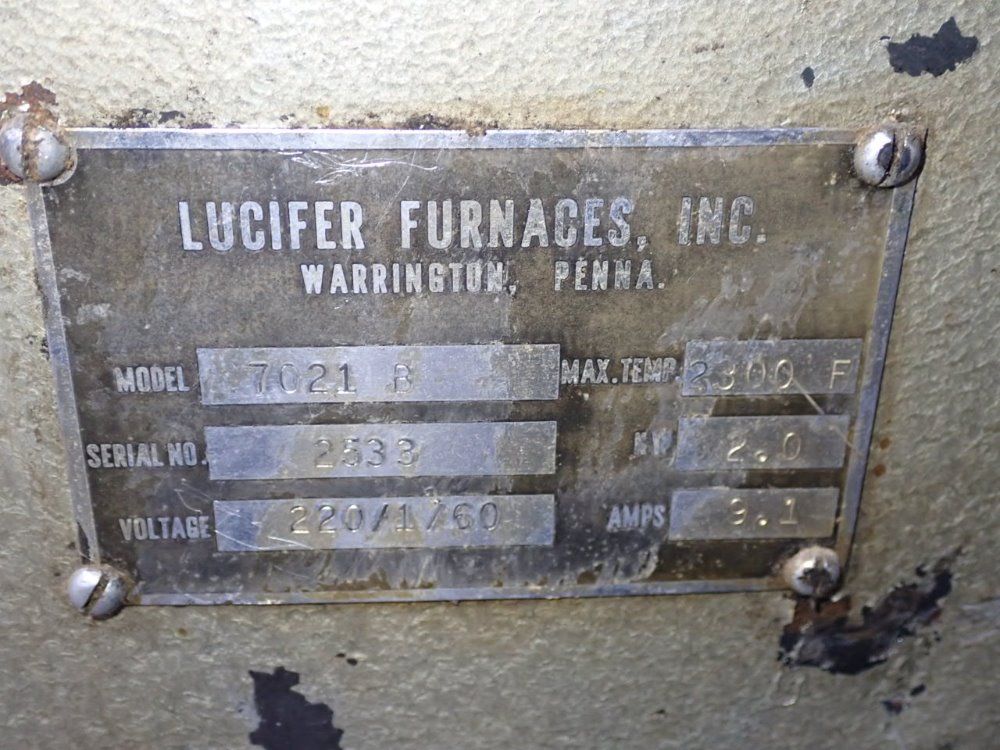 LUCIFER FURNACES, INC.
WARRINGTON, PENNA.
MODEL 7021 B MAX. TEMP. 2300 F
SERIAL NO. 2533 KW 2.0
VOLTAGE 220/1/60 AMPS 9.1